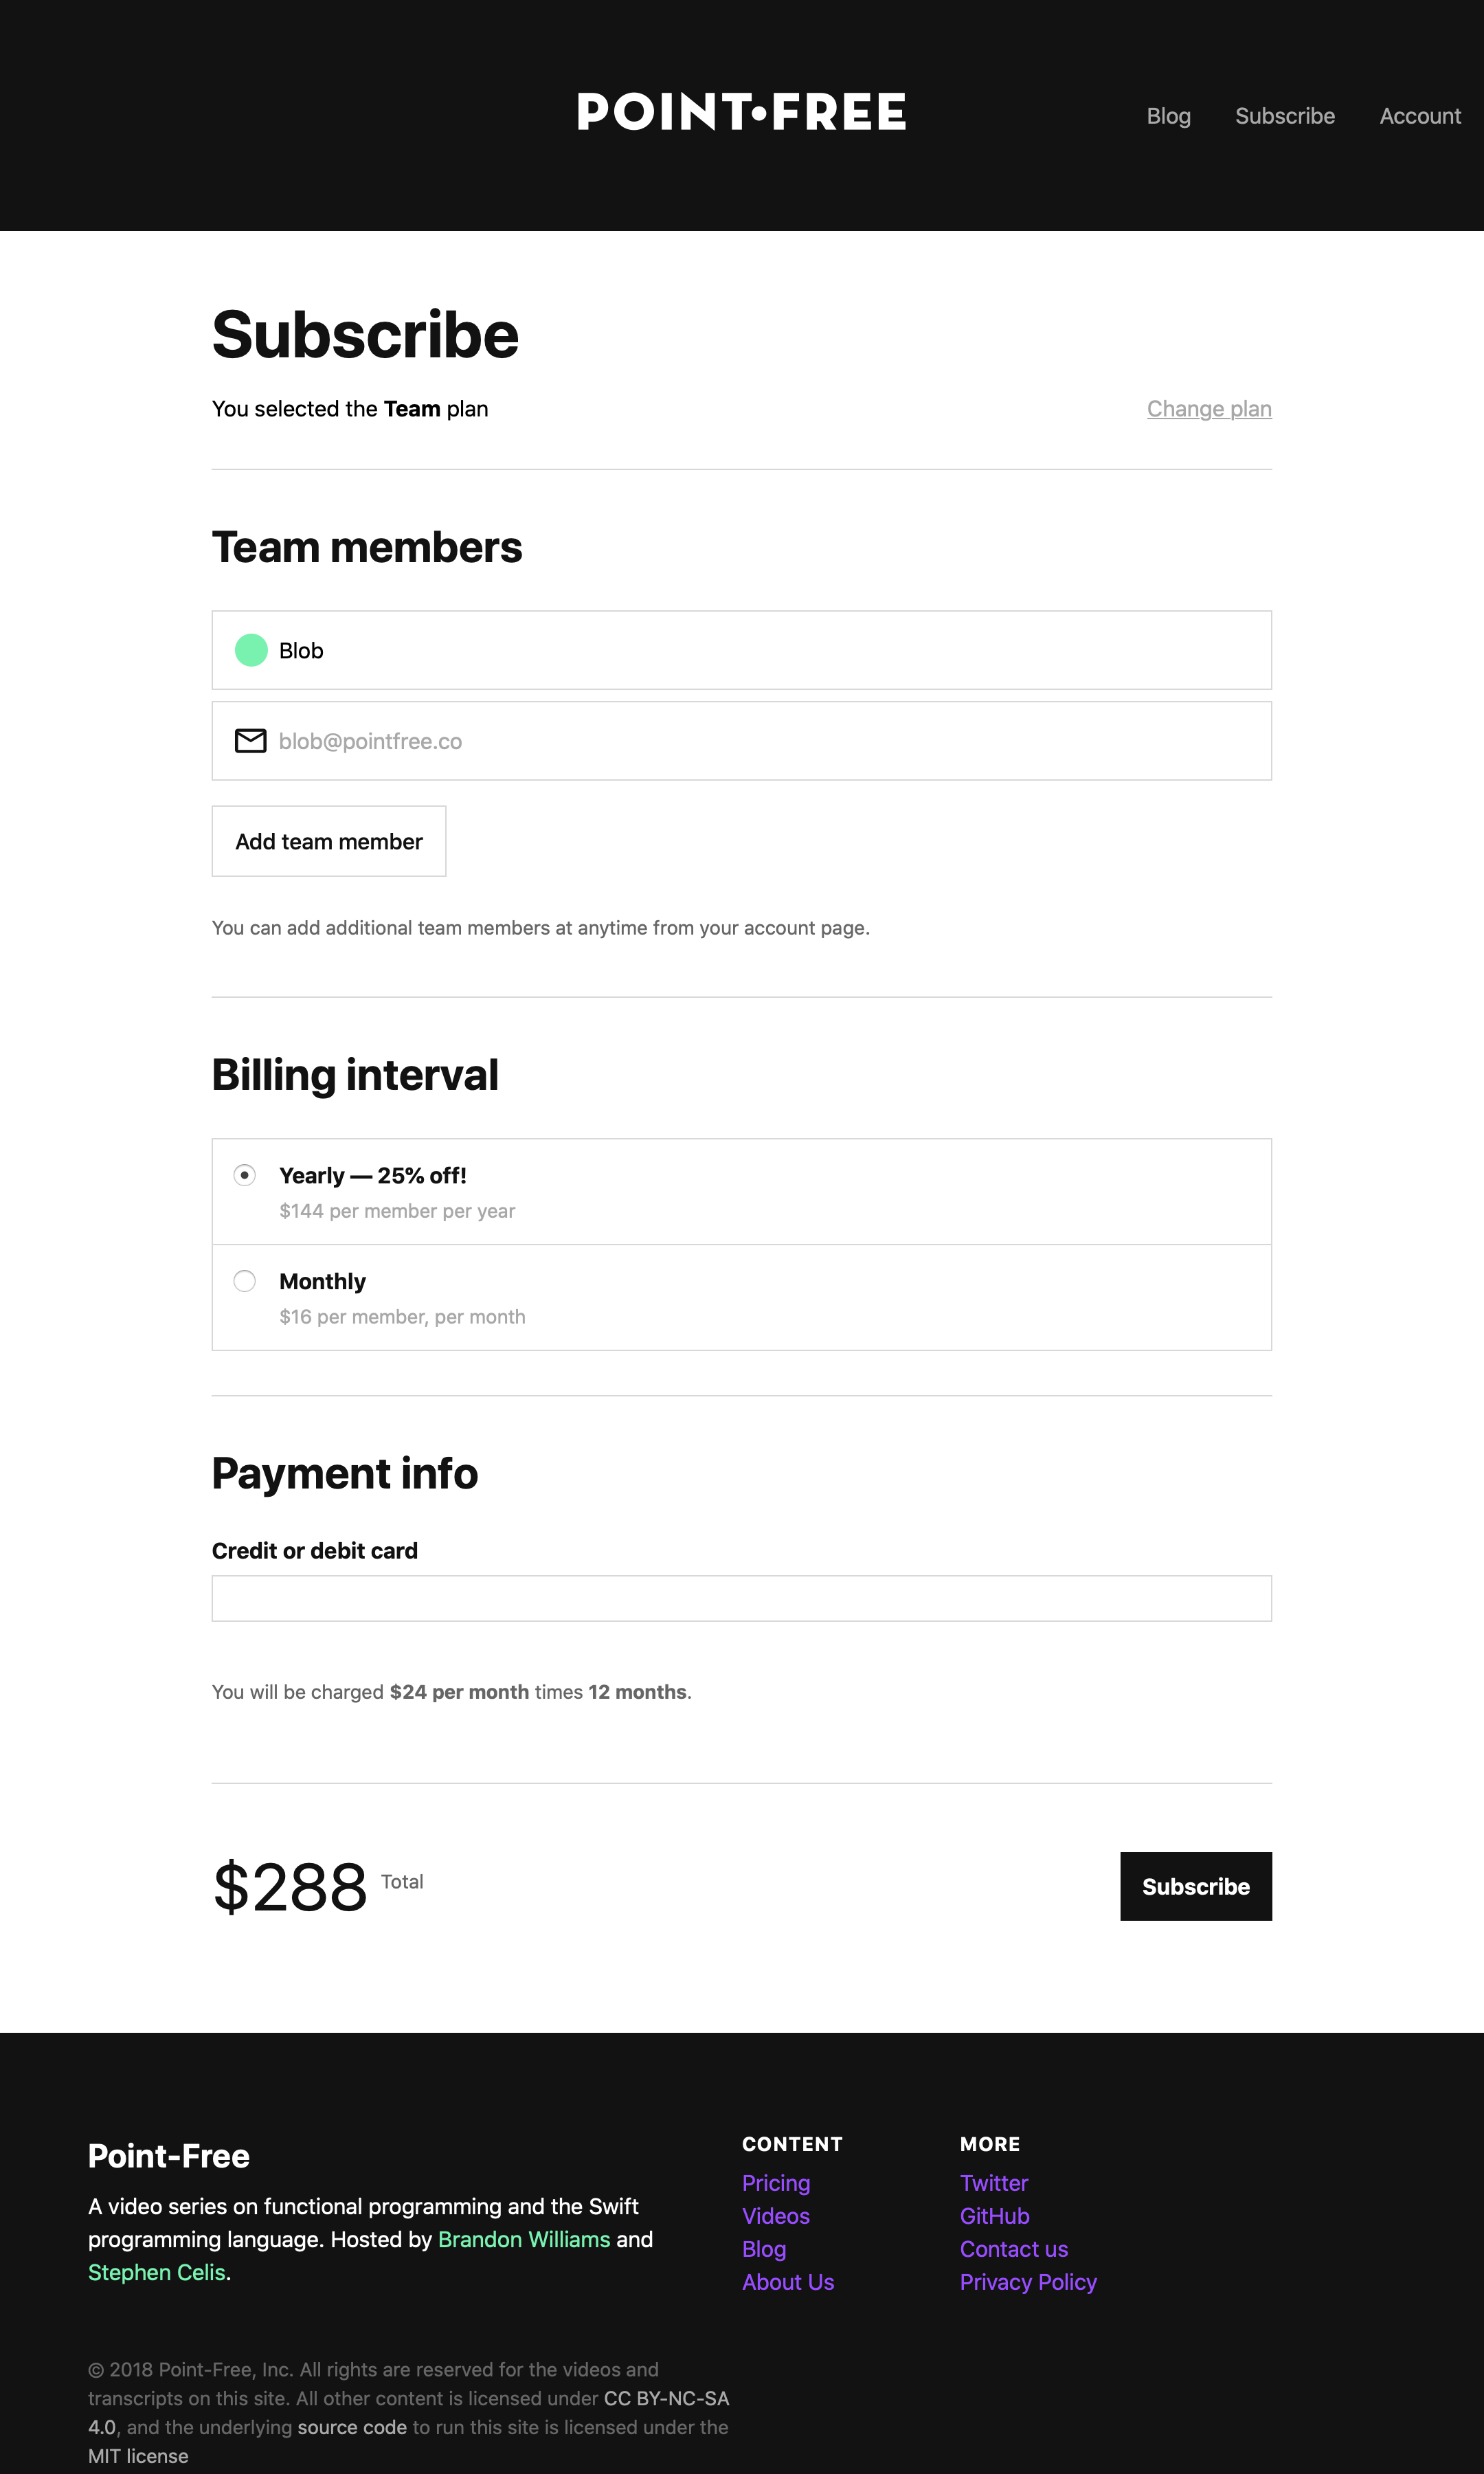 POINT•FREE
Blog Subscribe Account
Subscribe
You selected the Team plan Change plan
Team members
Blob
blob@pointfree.co
Add team member
You can add additional team members at anytime from your account page.
Billing interval
Yearly — 25% off!
$144 per member per year
Monthly
$16 per member, per month
Payment info
Credit or debit card
You will be charged $24 per month times 12 months.
$288 Total
Subscribe
Point-Free
A video series on functional programming and the Swift
programming language. Hosted by Brandon Williams and
Stephen Celis.
CONTENT
Pricing
Videos
Blog
About Us
MORE
Twitter
GitHub
Contact us
Privacy Policy
© 2018 Point-Free, Inc. All rights are reserved for the videos and
transcripts on this site. All other content is licensed under CC BY-NC-SA
4.0, and the underlying source code to run this site is licensed under the
MIT license